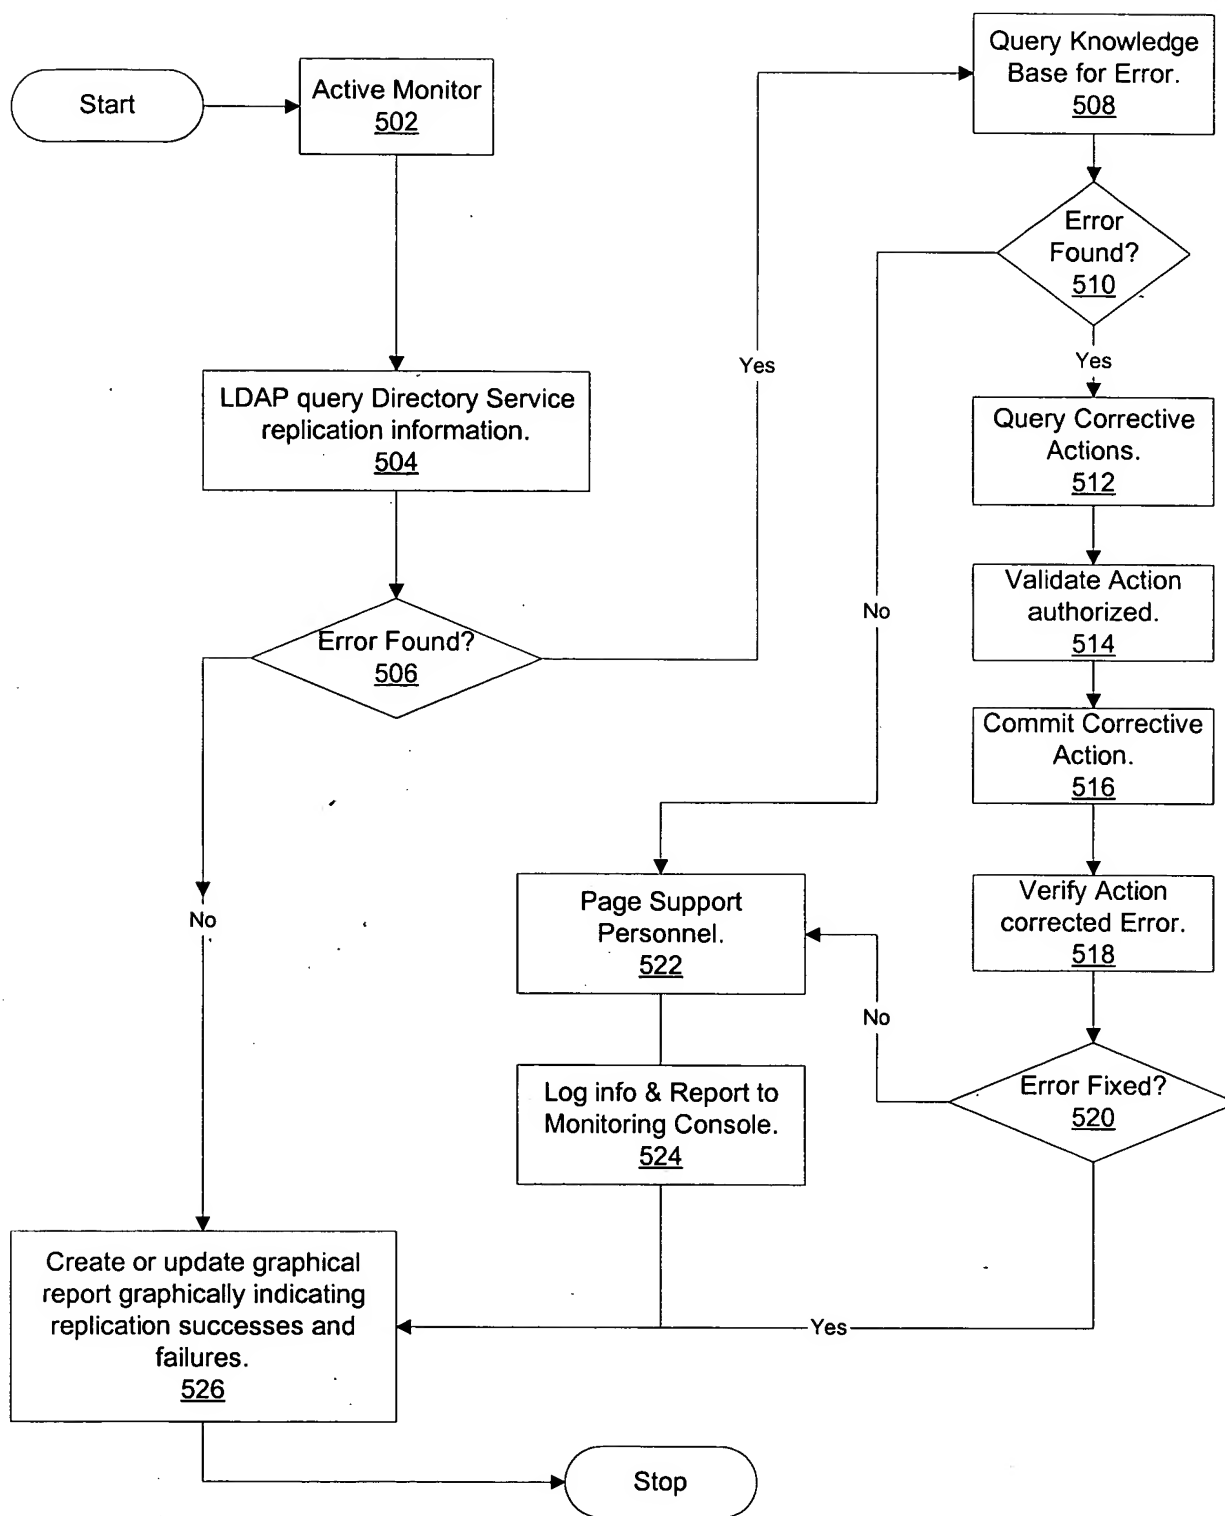 Start
Active Monitor
502
LDAP query Directory Service
replication information.
504
Error Found?
506
No
Yes
Query Knowledge
Base for Error.
508
Error
Found?
510
No
Yes
Query Corrective
Actions.
512
Validate Action
authorized.
514
Commit Corrective
Action.
516
Verify Action
corrected Error.
518
Error Fixed?
520
No
Yes
Page Support
Personnel.
522
Log info & Report to
Monitoring Console.
524
Create or update graphical
report graphically indicating
replication successes and
failures.
526
Stop